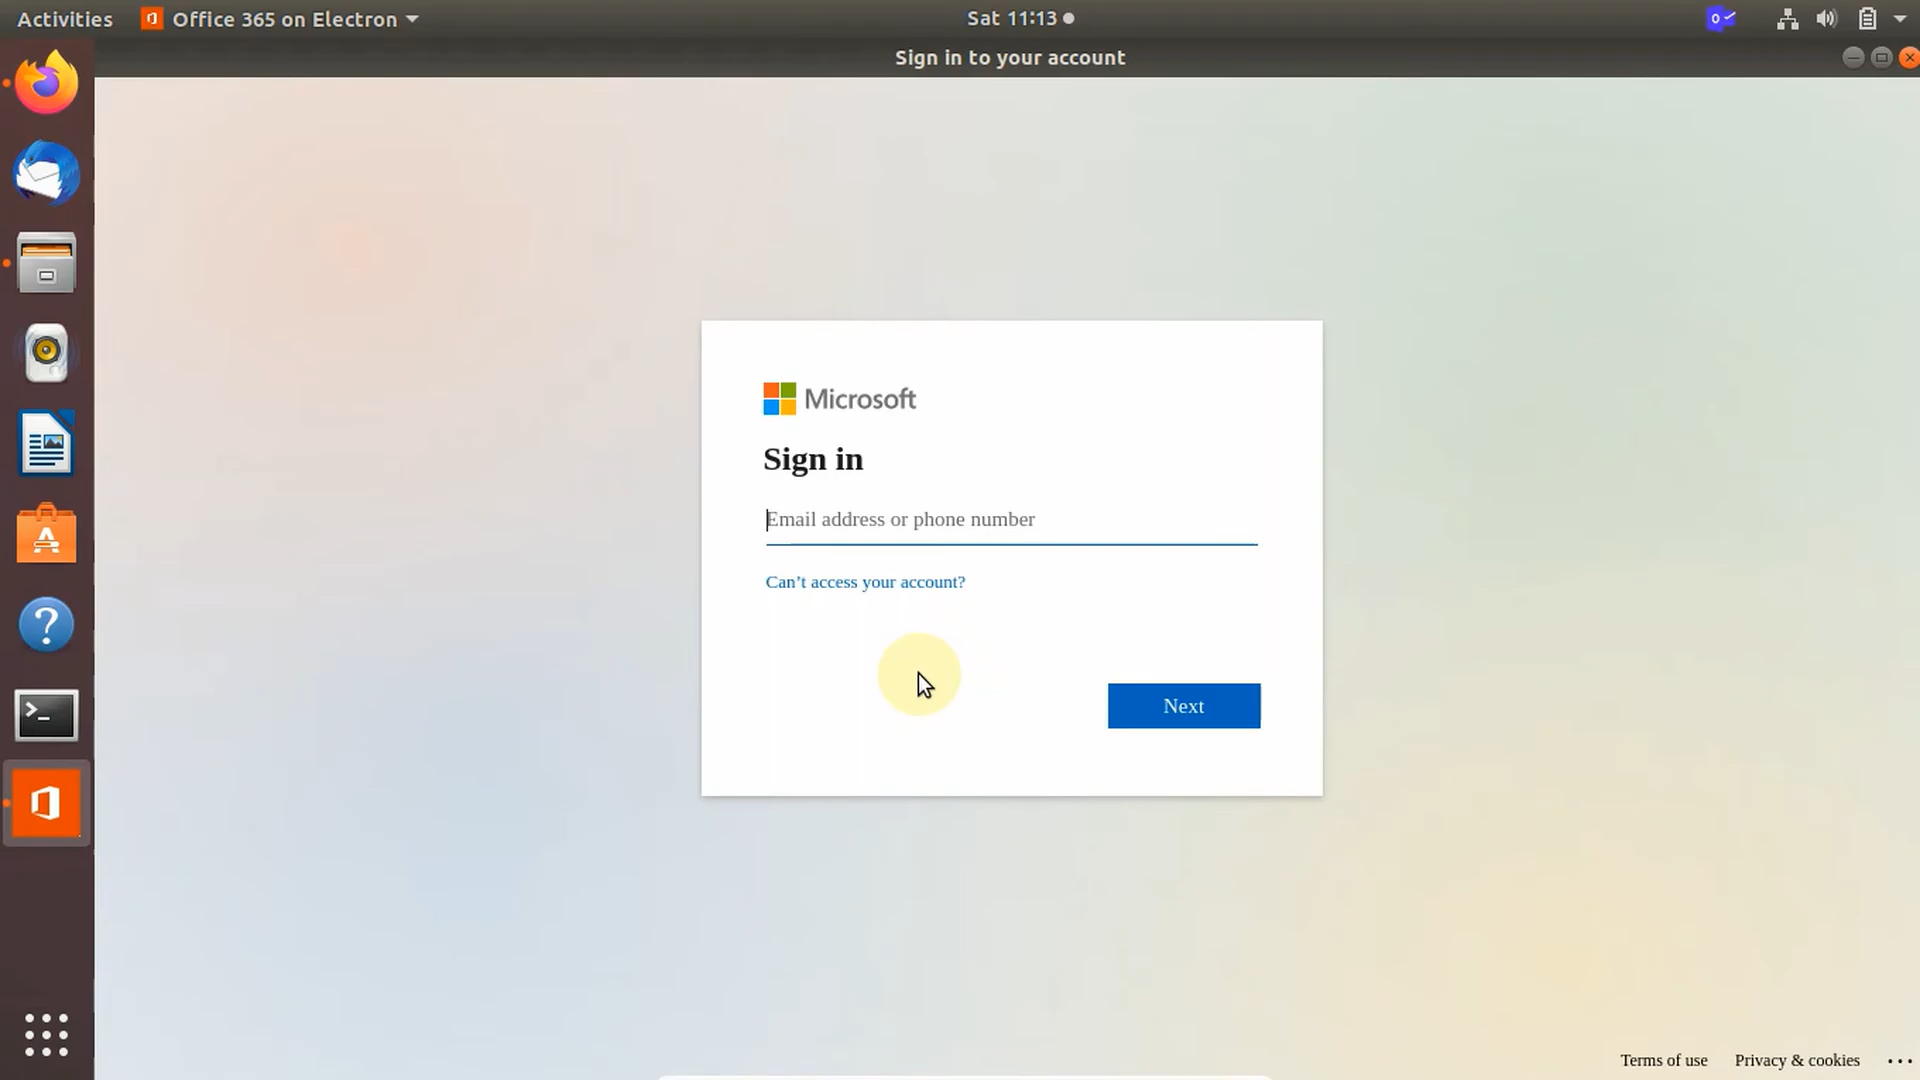 Activities
Office 365 on Electron
Sat 11:13
Sign in to your account
Microsoft
Sign in
Email address or phone number
Can’t access your account?
Next
Terms of use
Privacy & cookies